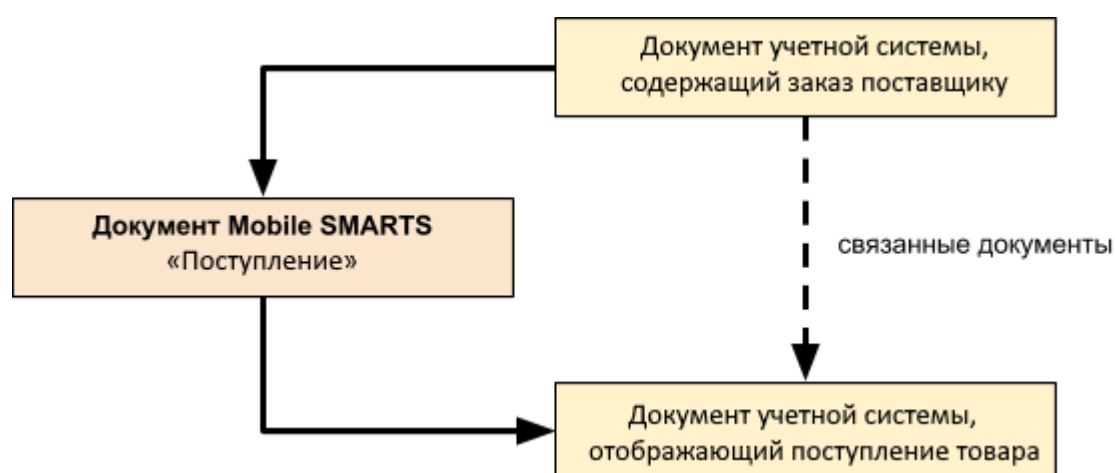 Документ учетной системы,
содержащий заказ поставщику
Документ Mobile SMARTS
«Поступление»
связанные документы
Документ учетной системы,
отображающий поступление товара